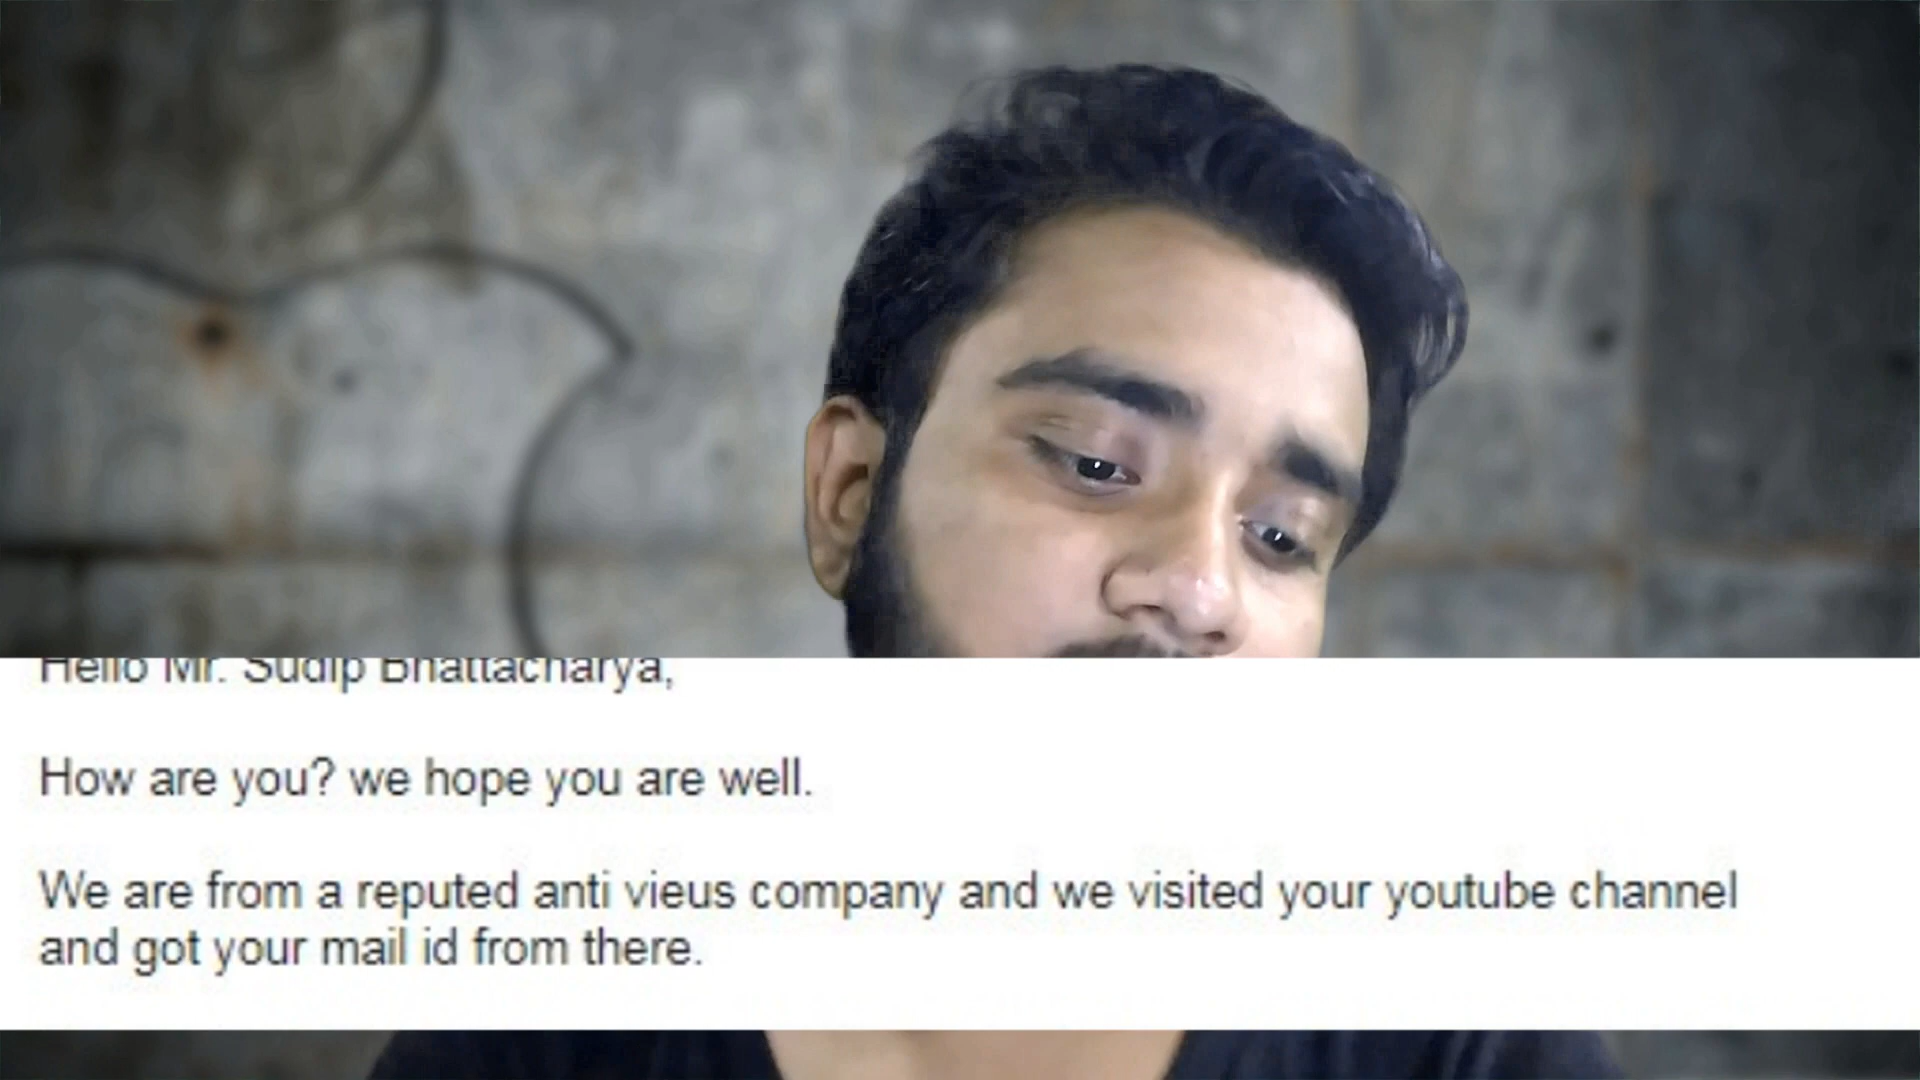 Hello Mr. Sudip Bhattacharya,
How are you? we hope you are well.
We are from a reputed anti vieus company and we visited your youtube channel
and got your mail id from there.